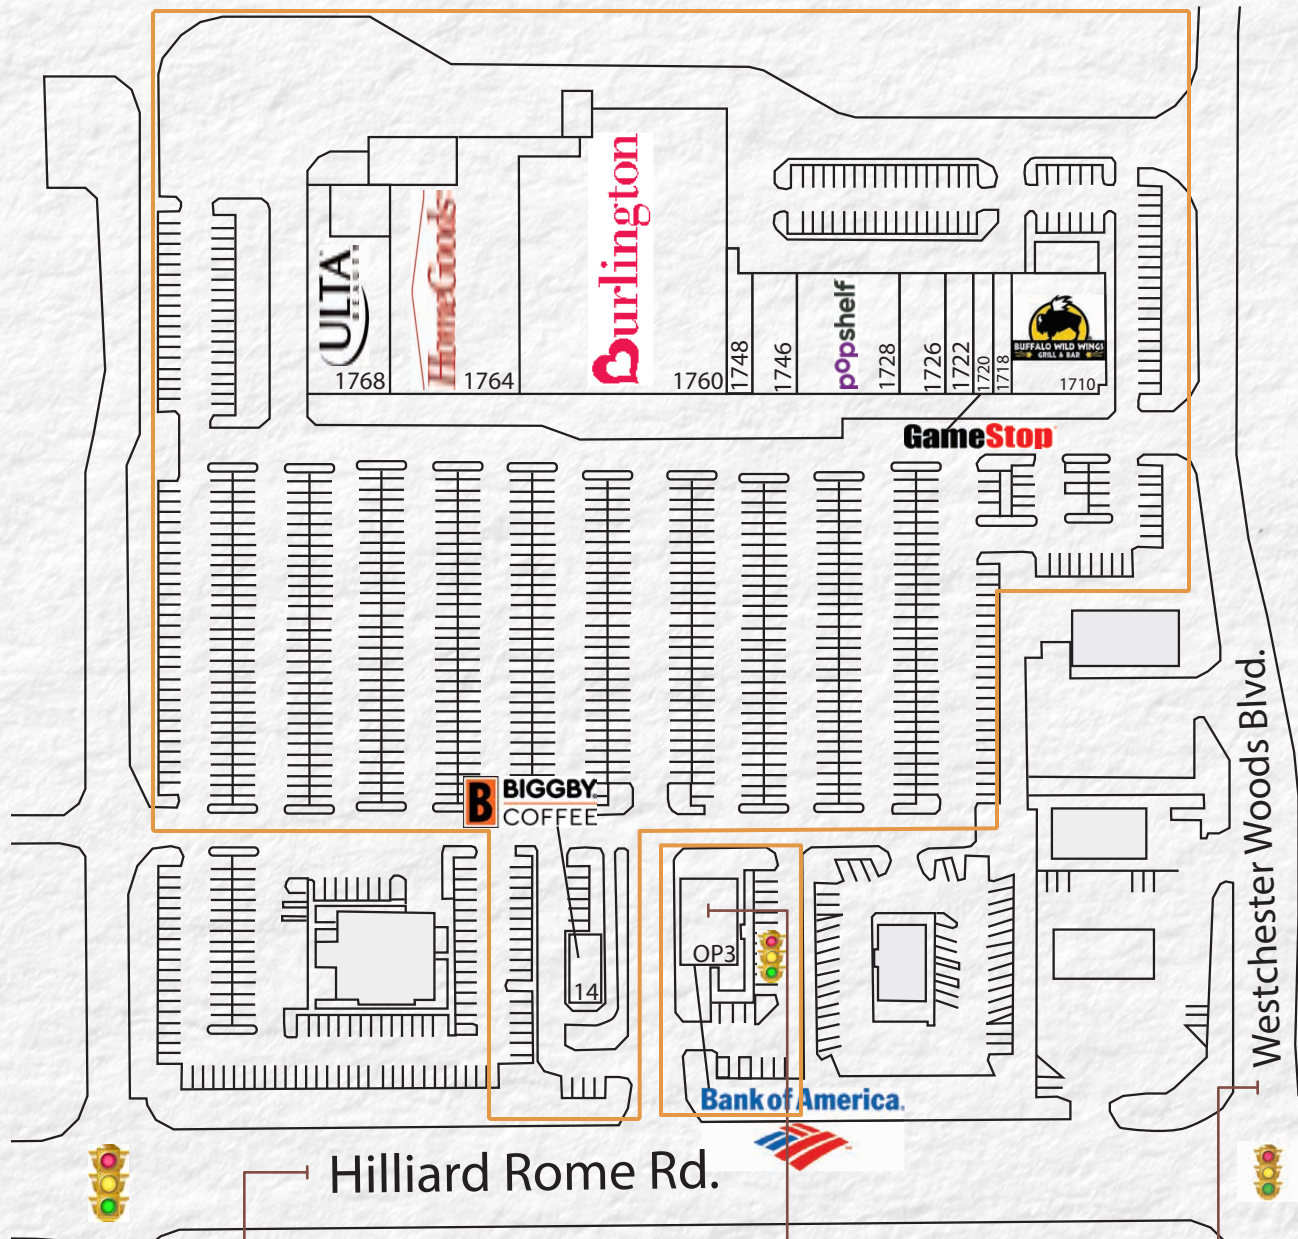 ULTA
BEAUTY
1768
HomeGoods
1764
Burlington
1760
1748
1746
popshelf
1728
1726
1722
1720
1718
BUFFALO WILD WINGS
GRILL & BAR
1710
GameStop
B
BIGGBY
COFFEE
14
OP3
Bank of America.
Hilliard Rome Rd.
Westchester Woods Blvd.